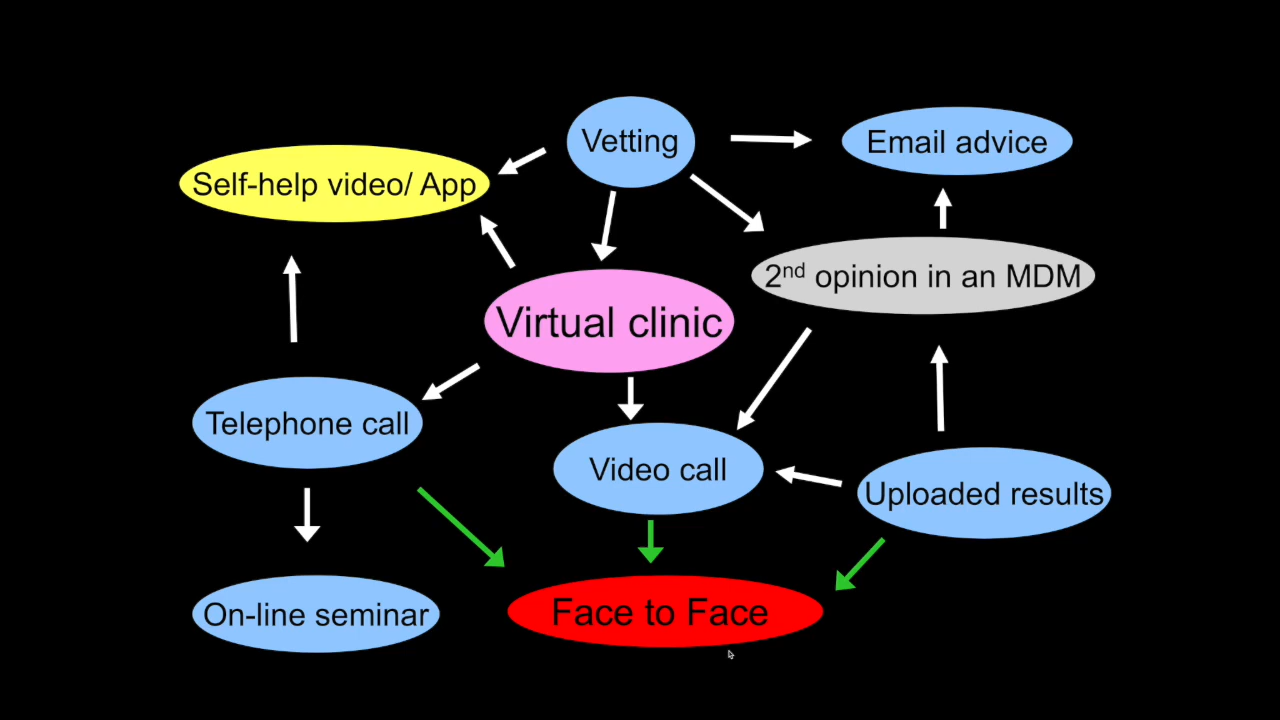 Vetting
Email advice
Self-help video/ App
2nd opinion in an MDM
Virtual clinic
Telephone call
Video call
Uploaded results
On-line seminar
Face to Face